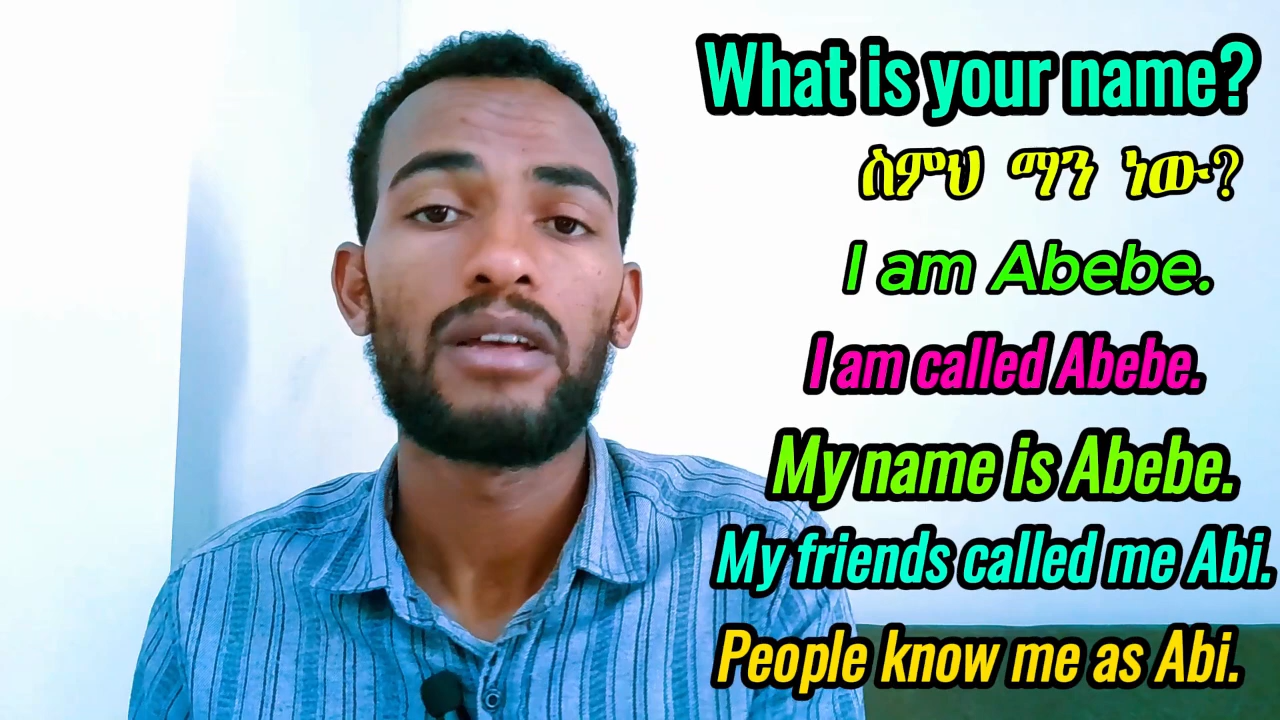 What is your name?
ስምህ ማን ነው?
I am Abebe.
I am called Abebe.
My name is Abebe.
My friends called me Abi.
People know me as Abi.